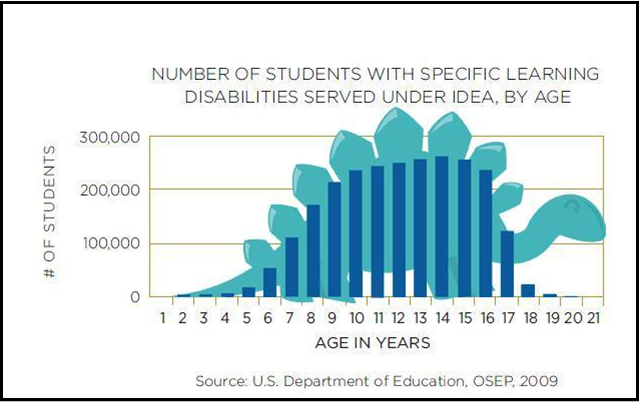 NUMBER OF STUDENTS WITH SPECIFIC LEARNING
DISABILITIES SERVED UNDER IDEA, BY AGE
# OF STUDENTS
300,000
200,000
100,000
0
1 2 3 4 5 6 7 8 9 10 11 12 13 14 15 16 17 18 19 20 21
AGE IN YEARS
Source: U.S. Department of Education, OSEP, 2009